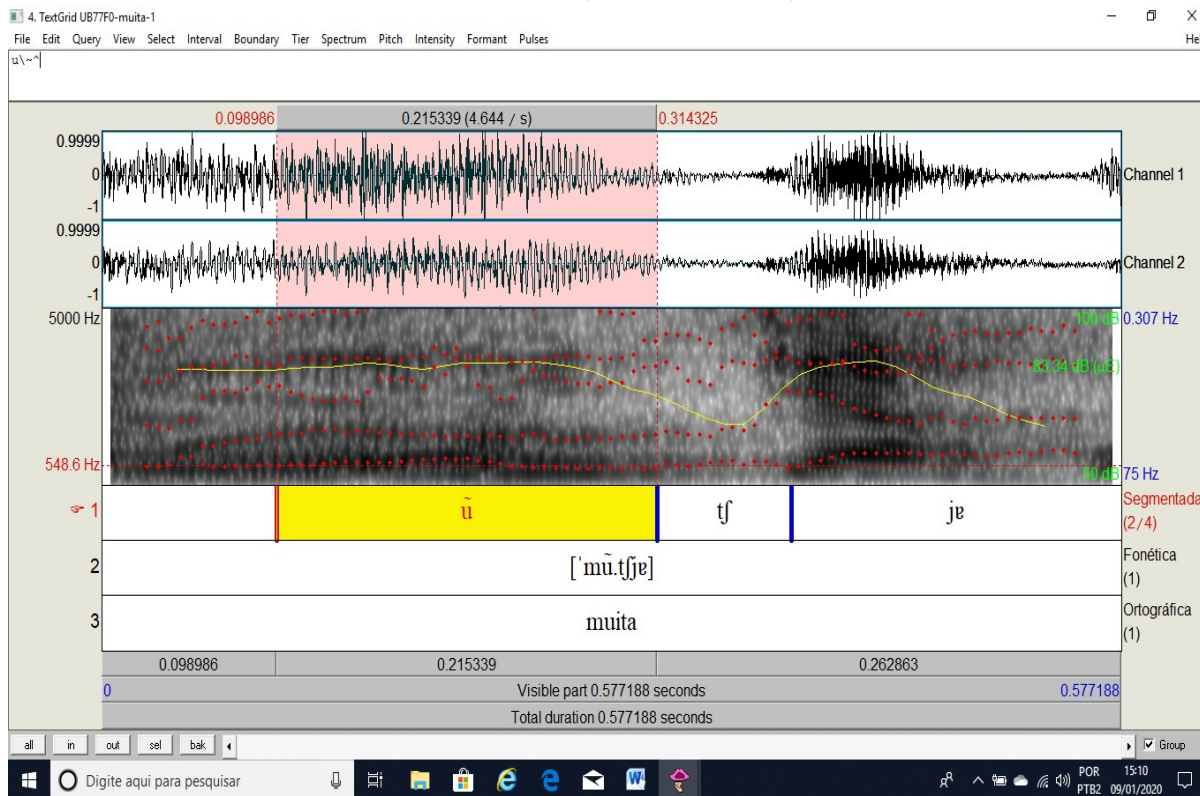 4. TextGrid UB77F0-muita-1
File Edit Query View Select Interval Boundary Tier Spectrum Pitch Intensity Formant Pulses Hel
u\~^
0.098986 0.215339 (4.644 / s) 0.314325
0.9999
0
-1
Channel 1
0.9999
0
-1
Channel 2
5000 Hz 100 dB 0.307 Hz
83.34 dB (µE)
548.6 Hz 50 dB 75 Hz
1 ũ tʃ jɐ Segmentada
(2/4)
2 [ˈmũ.tʃjɐ] Fonética
(1)
3 muita Ortográfica
(1)
0.098986 0.215339 0.262863
0 Visible part 0.577188 seconds 0.577188
Total duration 0.577188 seconds
all in out sel bak Group
Digite aqui para pesquisar POR 15:10
PTB2 09/01/2020